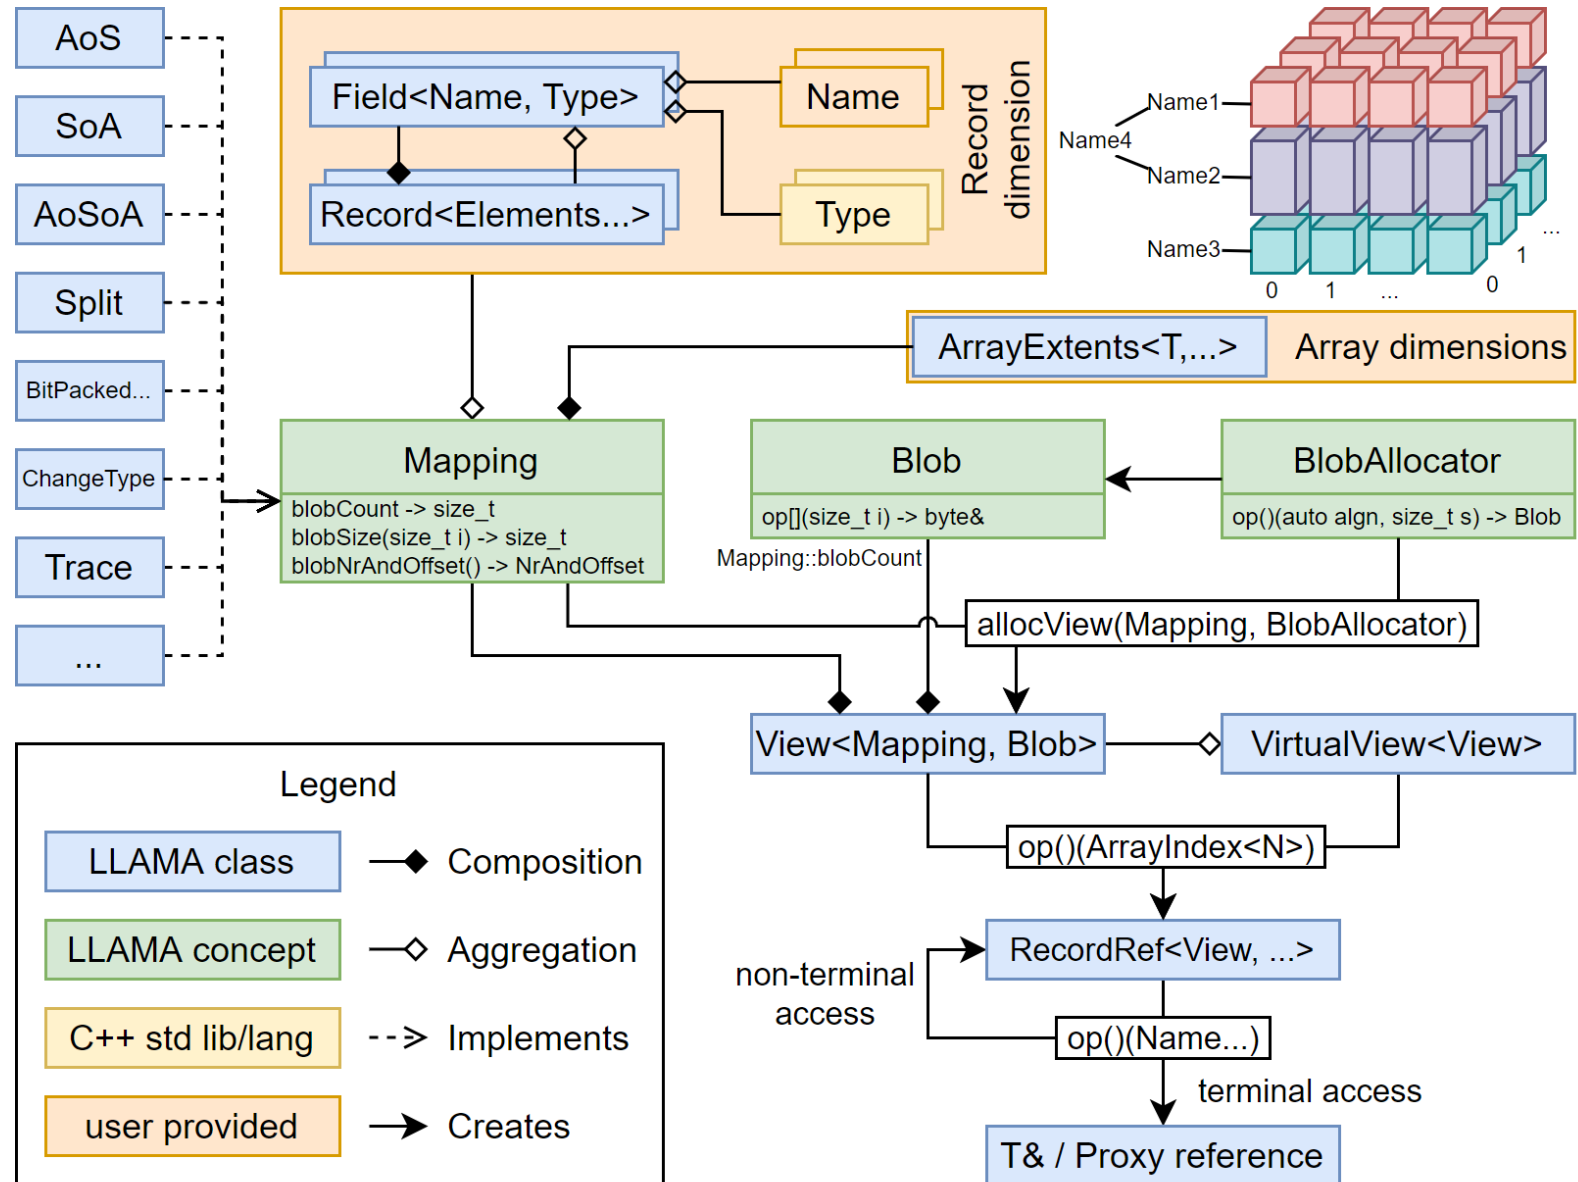 AoS
SoA
AoSoA
Split
BitPacked...
ChangeType
Trace
...
Field<Name, Type>
Record<Elements...>
Name
Type
Record
dimension
Name1
Name4
Name2
Name3
0
1
...
0
1
...
ArrayExtents<T,...>
Array dimensions
Mapping
blobCount -> size_t
blobSize(size_t i) -> size_t
blobNrAndOffset() -> NrAndOffset
Blob
op[](size_t i) -> byte&
BlobAllocator
op()(auto algn, size_t s) -> Blob
Mapping::blobCount
allocView(Mapping, BlobAllocator)
View<Mapping, Blob>
VirtualView<View>
op()(ArrayIndex<N>)
RecordRef<View, ...>
non-terminal
access
op()(Name...)
terminal access
T& / Proxy reference
Legend
LLAMA class
Composition
LLAMA concept
Aggregation
C++ std lib/lang
Implements
user provided
Creates